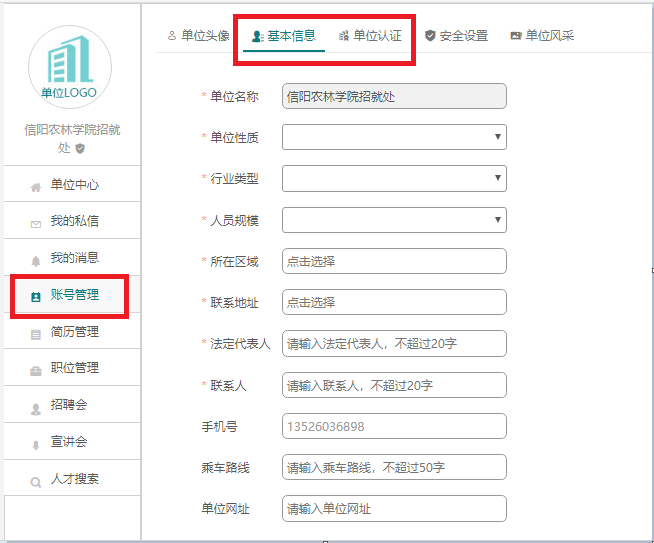 单位LOGO
信阳农林学院招就
处
单位中心
我的私信
我的消息
账号管理
简历管理
职位管理
招聘会
宣讲会
人才搜索
单位头像 基本信息 单位认证 安全设置 单位风采
* 单位名称 信阳农林学院招就处
* 单位性质
* 行业类型
* 人员规模
* 所在区域 点击选择
* 联系地址 点击选择
* 法定代表人 请输入法定代表人，不超过20字
* 联系人 请输入联系人，不超过20字
手机号 13526036898
乘车路线 请输入乘车路线，不超过50字
单位网址 请输入单位网址